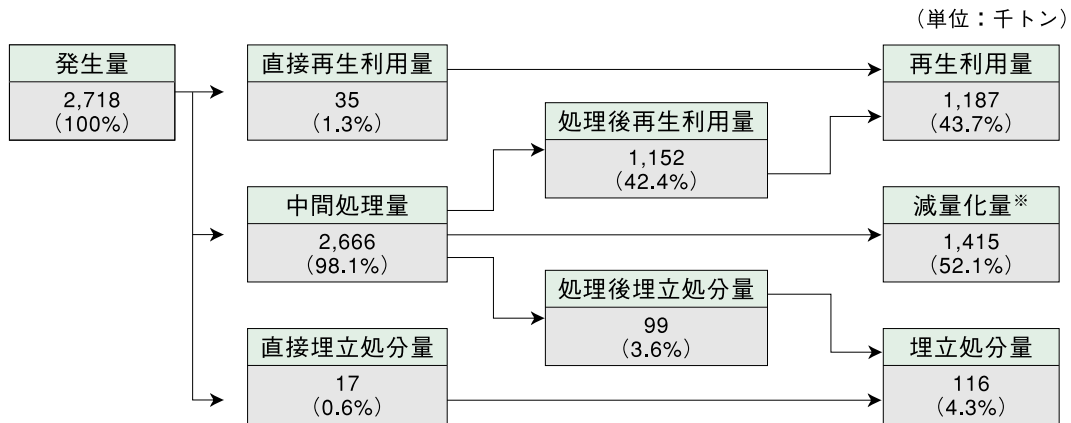 （単位：千トン）
発生量
2,718
（100%）
直接再生利用量
35
（1.3%）
再生利用量
1,187
（43.7%）
処理後再生利用量
1,152
（42.4%）
中間処理量
2,666
（98.1%）
減量化量※
1,415
（52.1%）
処理後埋立処分量
99
（3.6%）
直接埋立処分量
17
（0.6%）
埋立処分量
116
（4.3%）